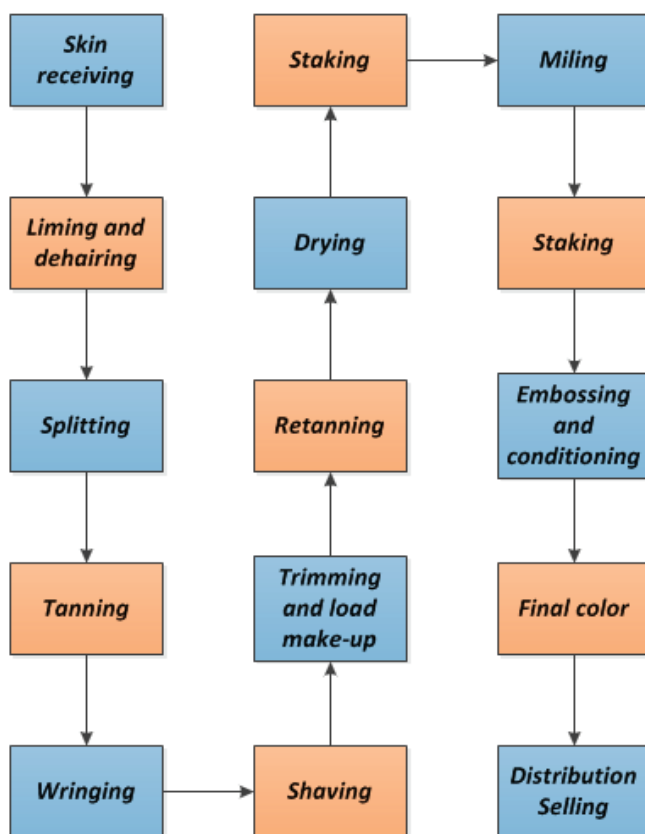 Skin
receiving
Liming and
dehairing
Splitting
Tanning
Wringing
Shaving
Trimming
and load
make-up
Retanning
Drying
Staking
Miling
Staking
Embossing
and
conditioning
Final color
Distribution
Selling